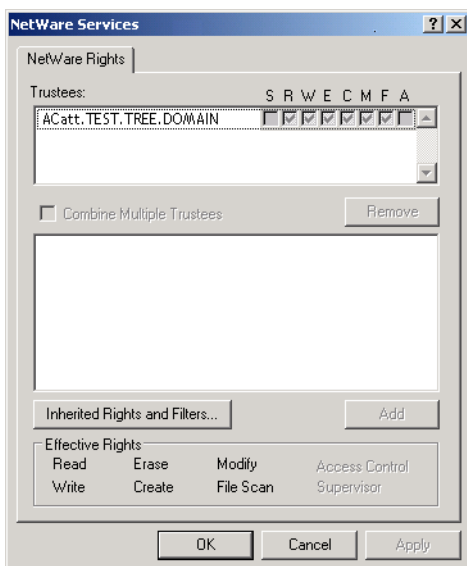 NetWare Services
NetWare Rights
Trustees: S R W E C M F A
ACatt.TEST.TREE.DOMAIN
Combine Multiple Trustees Remove
Inherited Rights and Filters... Add
Effective Rights
Read Erase Modify Access Control
Write Create File Scan Supervisor
OK Cancel Apply